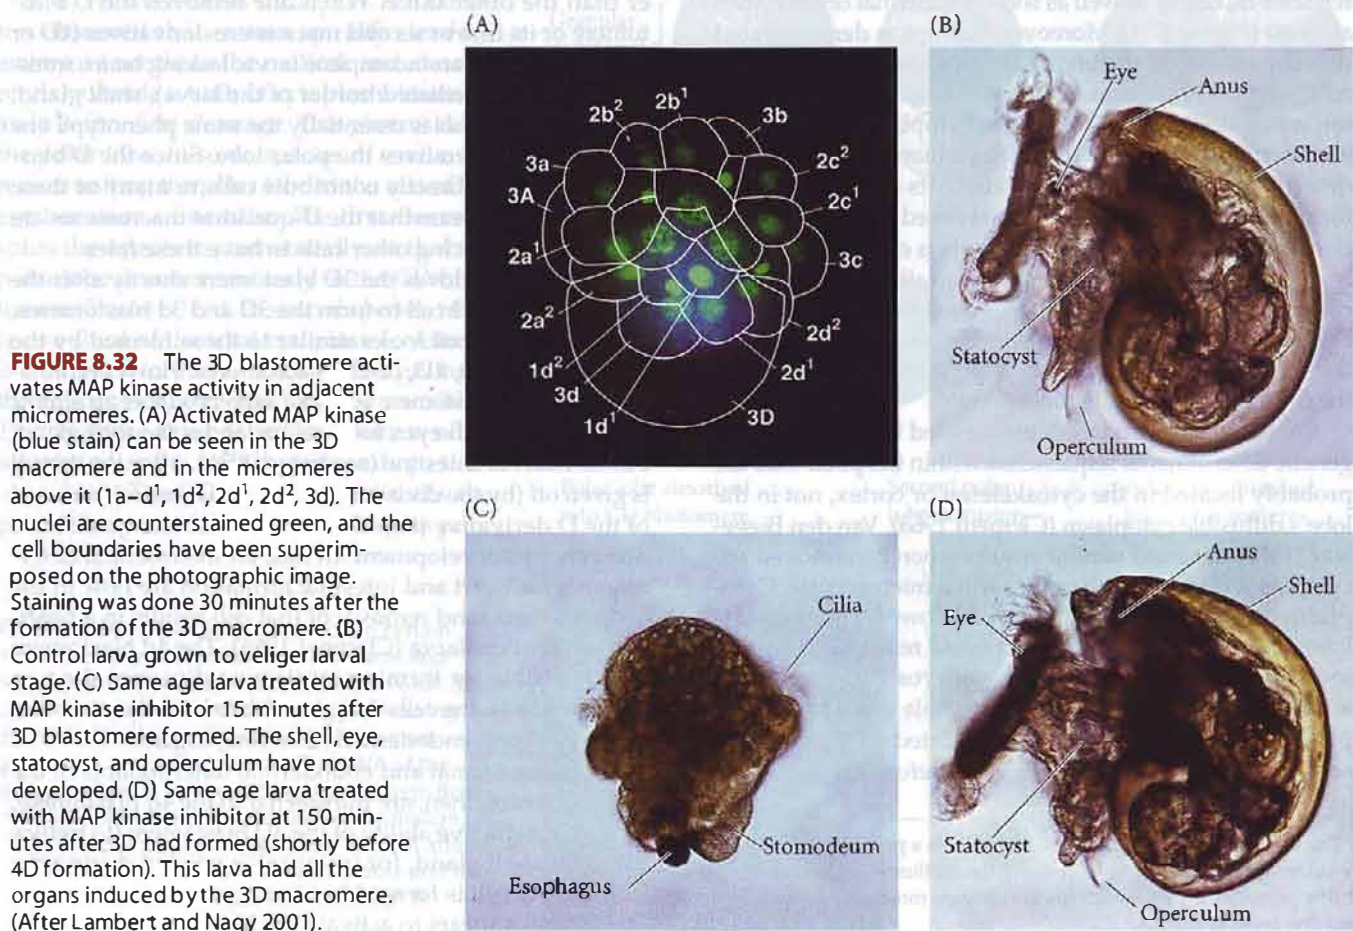 (A)
2b²
2b¹
3b
3a
2c²
3A
2c¹
2a¹
3c
2a²
2d²
1d²
2d¹
3d
3D
1d¹
(B)
Eye
Anus
Shell
Statocyst
Operculum
(C)
Cilia
Stomodeum
Esophagus
(D)
Anus
Shell
Eye
Statocyst
Operculum
FIGURE 8.32 The 3D blastomere acti-
vates MAP kinase activity in adjacent
micromeres. (A) Activated MAP kinase
(blue stain) can be seen in the 3D
macromere and in the micromeres
above it (1a–d¹, 1d², 2d¹, 2d², 3d). The
nuclei are counterstained green, and the
cell boundaries have been superim-
posed on the photographic image.
Staining was done 30 minutes after the
formation of the 3D macromere. (B)
Control larva grown to veliger larval
stage. (C) Same age larva treated with
MAP kinase inhibitor 15 minutes after
3D blastomere formed. The shell, eye,
statocyst, and operculum have not
developed. (D) Same age larva treated
with MAP kinase inhibitor at 150 min-
utes after 3D had formed (shortly before
4D formation). This larva had all the
organs induced by the 3D macromere.
(After Lambert and Nagy 2001).